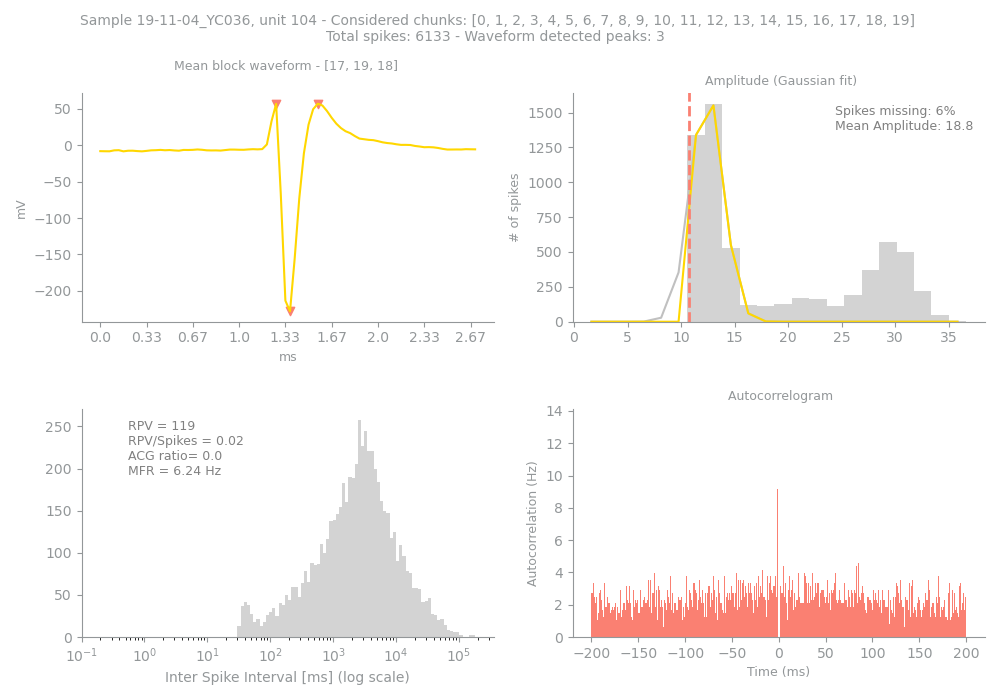 Sample 19-11-04_YC036, unit 104 - Considered chunks: [0, 1, 2, 3, 4, 5, 6, 7, 8, 9, 10, 11, 12, 13, 14, 15, 16, 17, 18, 19]
Total spikes: 6133 - Waveform detected peaks: 3
Mean block waveform - [17, 19, 18]
50
0
−50
−100
−150
−200
mV
0.0 0.33 0.67 1.0 1.33 1.67 2.0 2.33 2.67
ms
Amplitude (Gaussian fit)
Spikes missing: 6%
Mean Amplitude: 18.8
1500
1250
1000
750
500
250
0
# of spikes
0 5 10 15 20 25 30 35
RPV = 119
RPV/Spikes = 0.02
ACG ratio= 0.0
MFR = 6.24 Hz
250
200
150
100
50
0
10⁻¹ 10⁰ 10¹ 10² 10³ 10⁴ 10⁵
Inter Spike Interval [ms] (log scale)
Autocorrelogram
14
12
10
8
6
4
2
0
Autocorrelation (Hz)
−200 −150 −100 −50 0 50 100 150 200
Time (ms)